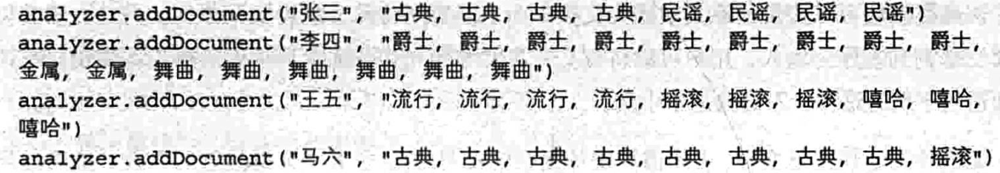 analyzer.addDocument("张三", "古典, 古典, 古典, 古典, 民谣, 民谣, 民谣, 民谣")
analyzer.addDocument("李四", "爵士, 爵士, 爵士, 爵士, 爵士, 爵士, 爵士, 爵士, 爵士,
金属, 金属, 舞曲, 舞曲, 舞曲, 舞曲, 舞曲, 舞曲")
analyzer.addDocument("王五", "流行, 流行, 流行, 流行, 摇滚, 摇滚, 摇滚, 嘻哈, 嘻哈,
嘻哈")
analyzer.addDocument("马六", "古典, 古典, 古典, 古典, 古典, 古典, 古典, 古典, 摇滚")